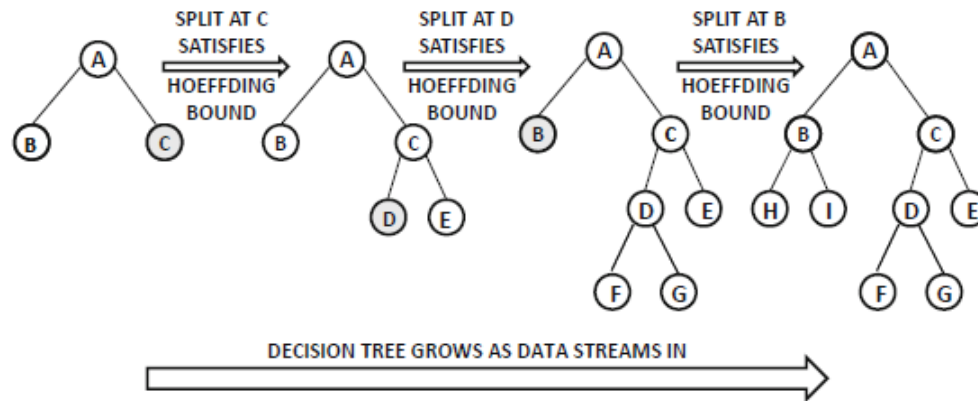 SPLIT AT C
SATISFIES
HOEFFDING
BOUND
SPLIT AT D
SATISFIES
HOEFFDING
BOUND
SPLIT AT B
SATISFIES
HOEFFDING
BOUND
A
B
C
A
B
C
D
E
A
B
C
D
E
F
G
A
B
C
H
I
D
E
F
G
DECISION TREE GROWS AS DATA STREAMS IN